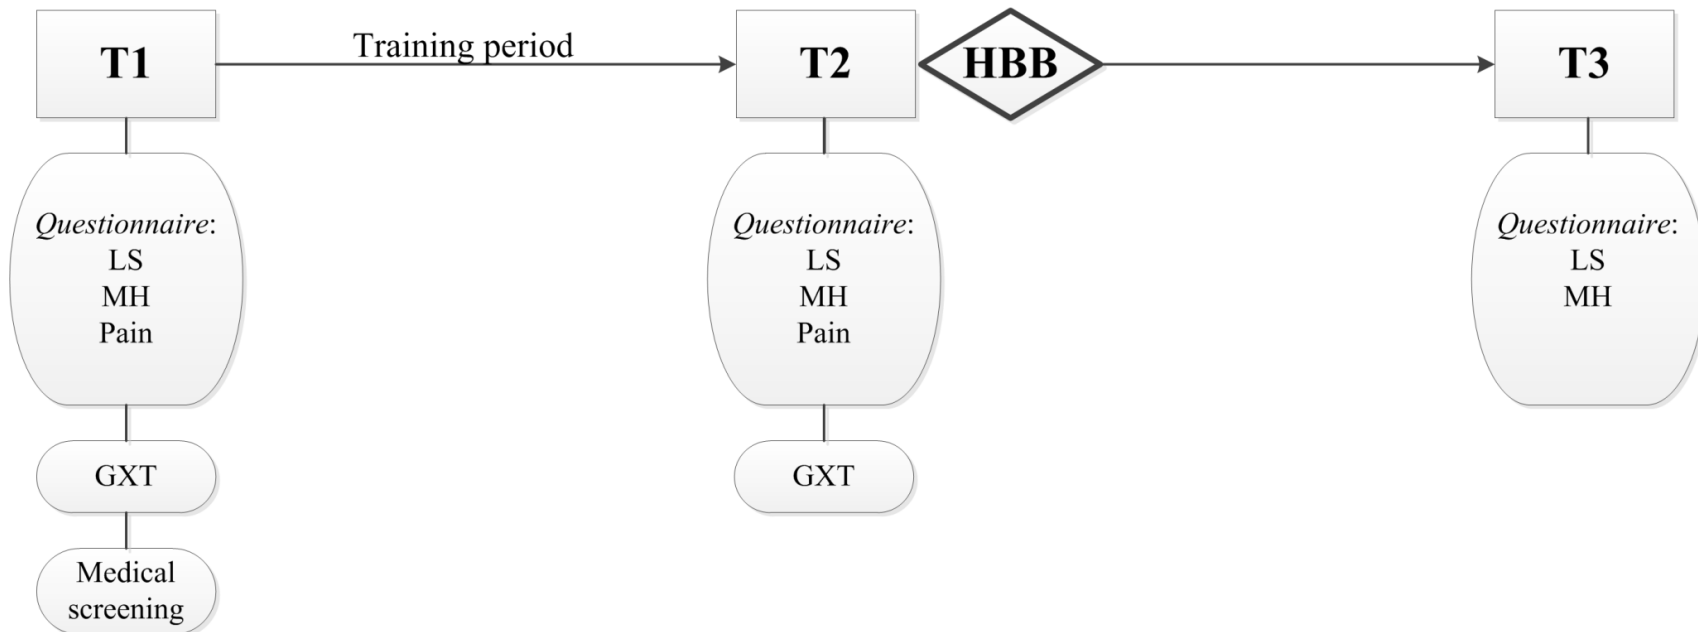 T1
Training period
T2
HBB
T3
Questionnaire:
LS
MH
Pain
GXT
Medical
screening
Questionnaire:
LS
MH
Pain
GXT
Questionnaire:
LS
MH